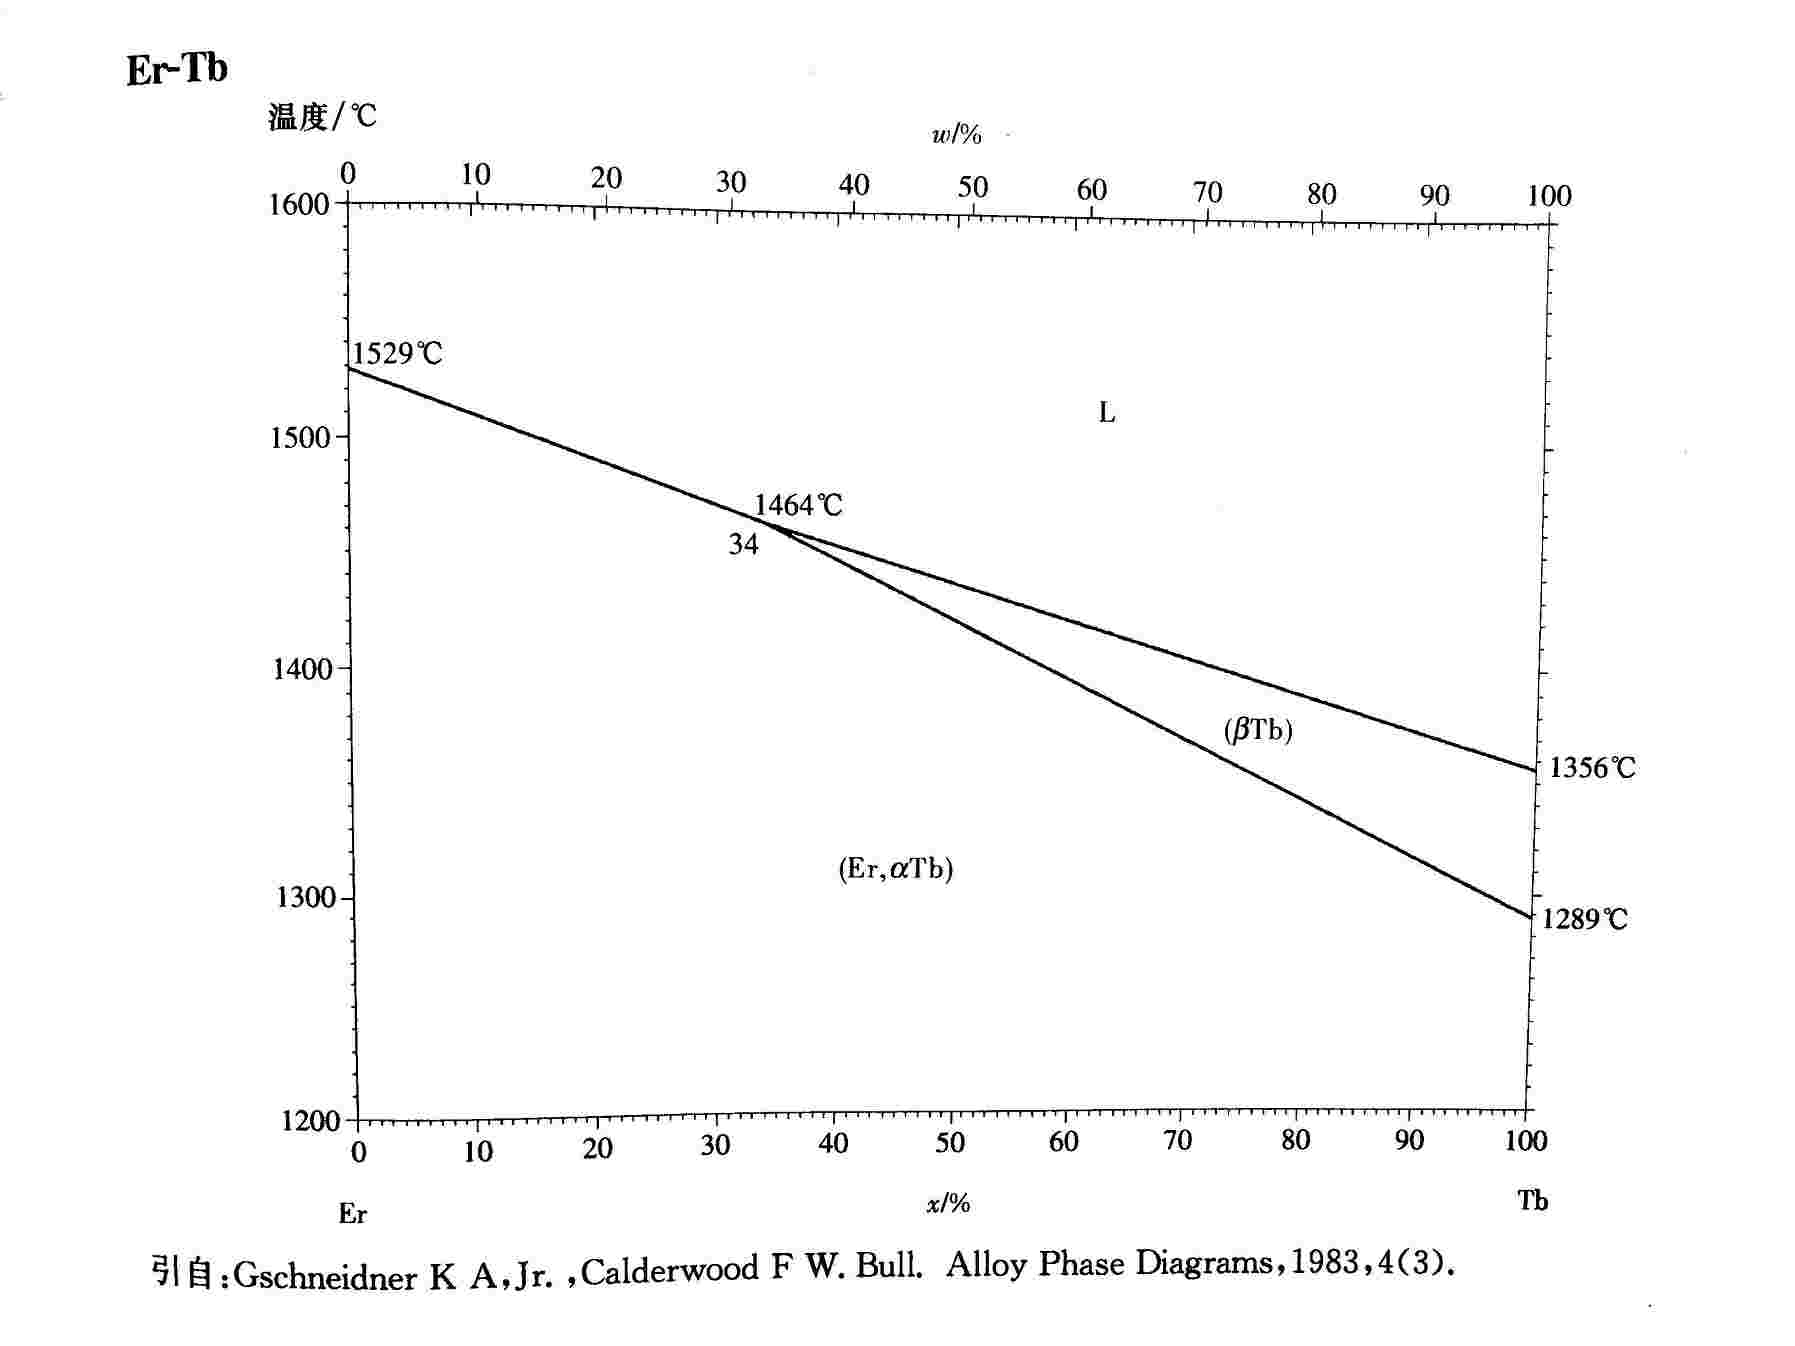 Er-Tb
温度/℃
w/%
0 10 20 30 40 50 60 70 80 90 100
1600
1529℃
1500
L
1464℃
34
1400
(βTb)
1356℃
(Er,αTb)
1300
1289℃
1200
0 10 20 30 40 50 60 70 80 90 100
Er x/% Tb
引自:Gschneidner K A,Jr. ,Calderwood F W. Bull. Alloy Phase Diagrams,1983,4(3).